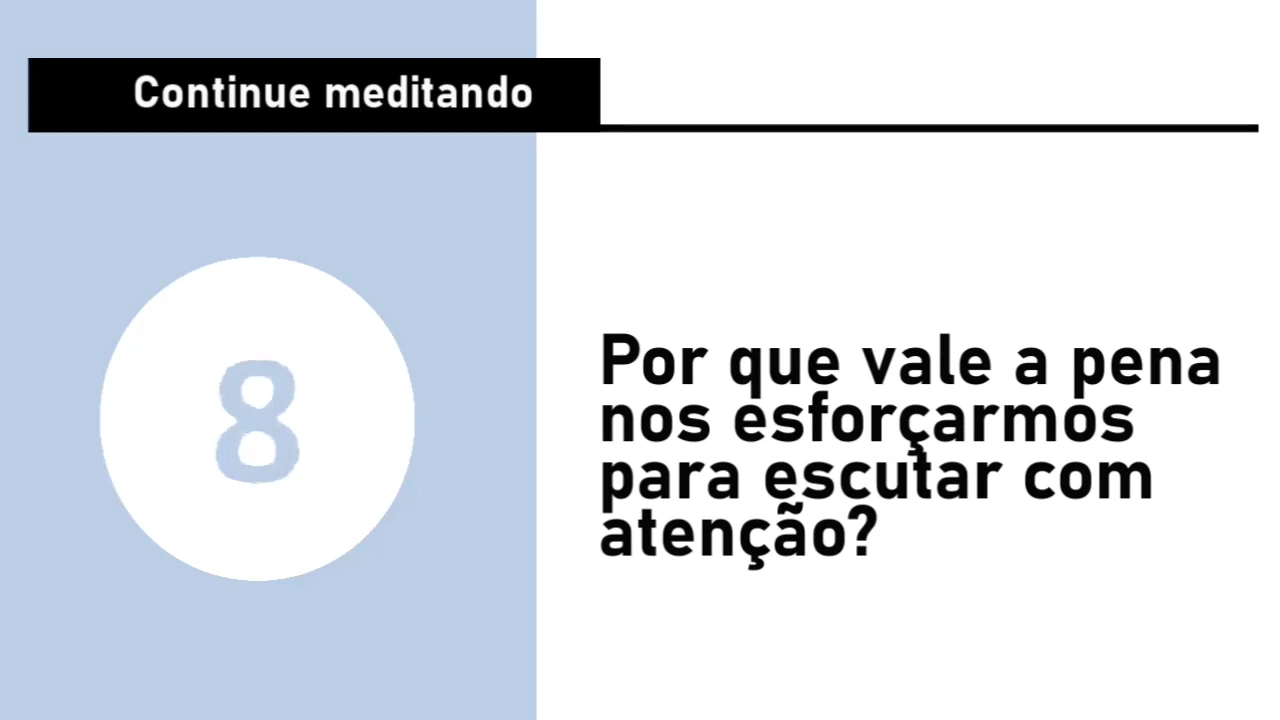 Continue meditando
8
Por que vale a pena
nos esforçarmos
para escutar com
atenção?